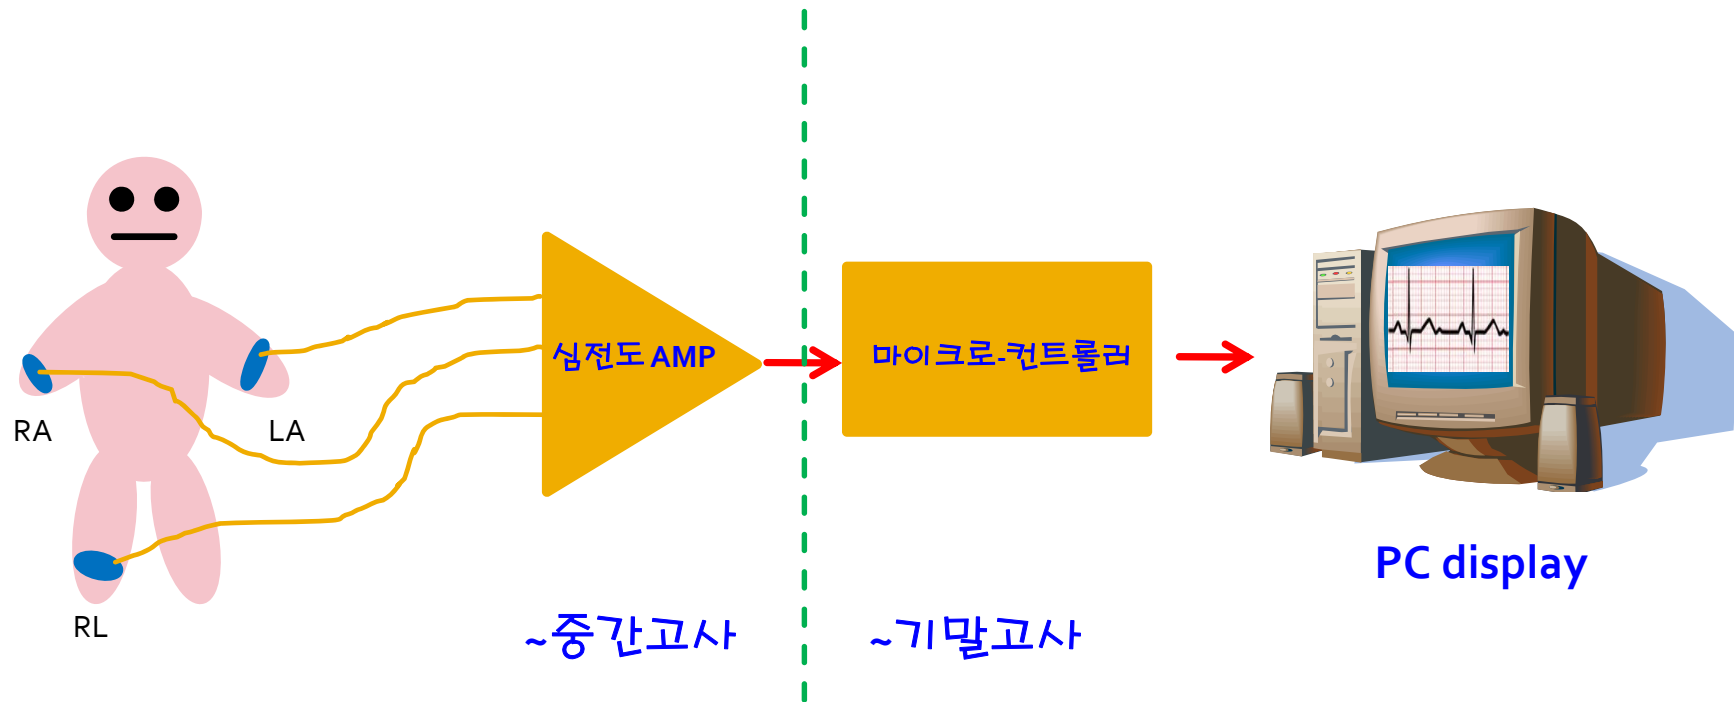 심전도 AMP
마이크로-컨트롤러
RA
LA
PC display
RL
~중간고사
~기말고사